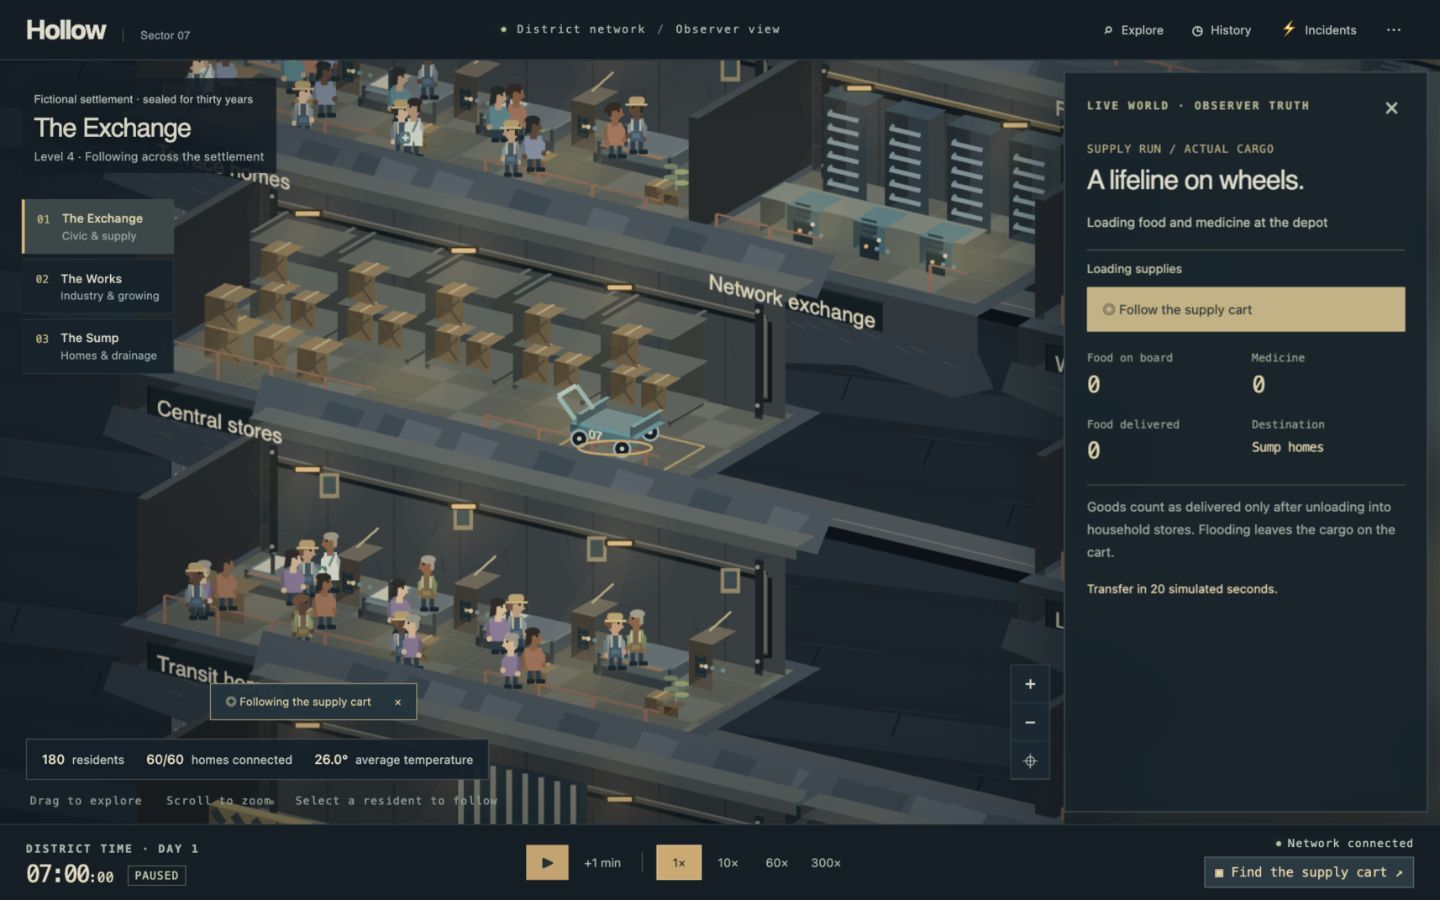 Hollow
Sector 07
District network / Observer view
Explore
History
Incidents
Fictional settlement · sealed for thirty years
The Exchange
Level 4 · Following across the settlement
homes
01 The Exchange
Civic & supply
02 The Works
Industry & growing
03 The Sump
Homes & drainage
Network exchange
Central stores
07
Transit
Following the supply cart ×
180 residents 60/60 homes connected 26.0° average temperature
Drag to explore Scroll to zoom Select a resident to follow
+
−
LIVE WORLD · OBSERVER TRUTH
SUPPLY RUN / ACTUAL CARGO
A lifeline on wheels.
Loading food and medicine at the depot
Loading supplies
◎ Follow the supply cart
Food on board Medicine
0 0
Food delivered Destination
0 Sump homes
Goods count as delivered only after unloading into
household stores. Flooding leaves the cargo on the
cart.
Transfer in 20 simulated seconds.
DISTRICT TIME · DAY 1
07:00:00 PAUSED
+1 min
1× 10× 60× 300×
Network connected
Find the supply cart ↗